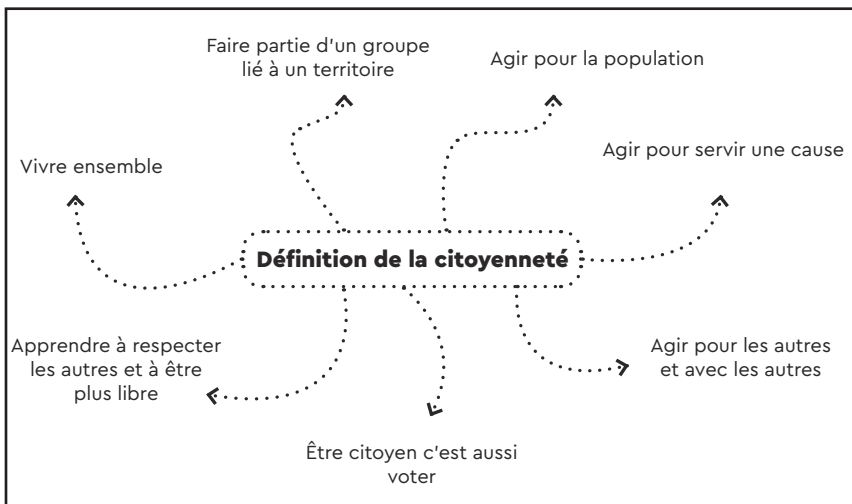 Faire partie d'un groupe
lié à un territoire
Agir pour la population
Vivre ensemble
Agir pour servir une cause
Définition de la citoyenneté
Apprendre à respecter
les autres et à être
plus libre
Agir pour les autres
et avec les autres
Être citoyen c'est aussi
voter